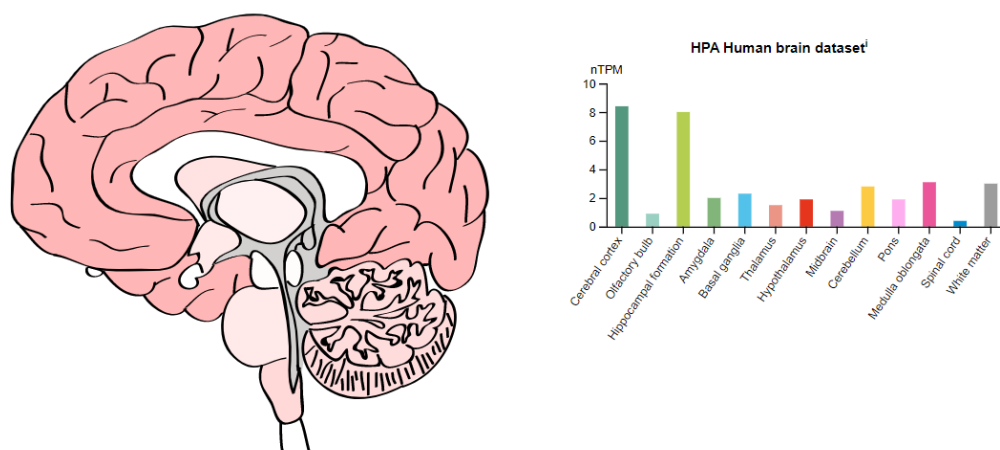 HPA Human brain datasetⁱ
nTPM
10
8
6
4
2
0
Cerebral cortex
Olfactory bulb
Hippocampal formation
Amygdala
Basal ganglia
Thalamus
Hypothalamus
Midbrain
Cerebellum
Pons
Medulla oblongata
Spinal cord
White matter